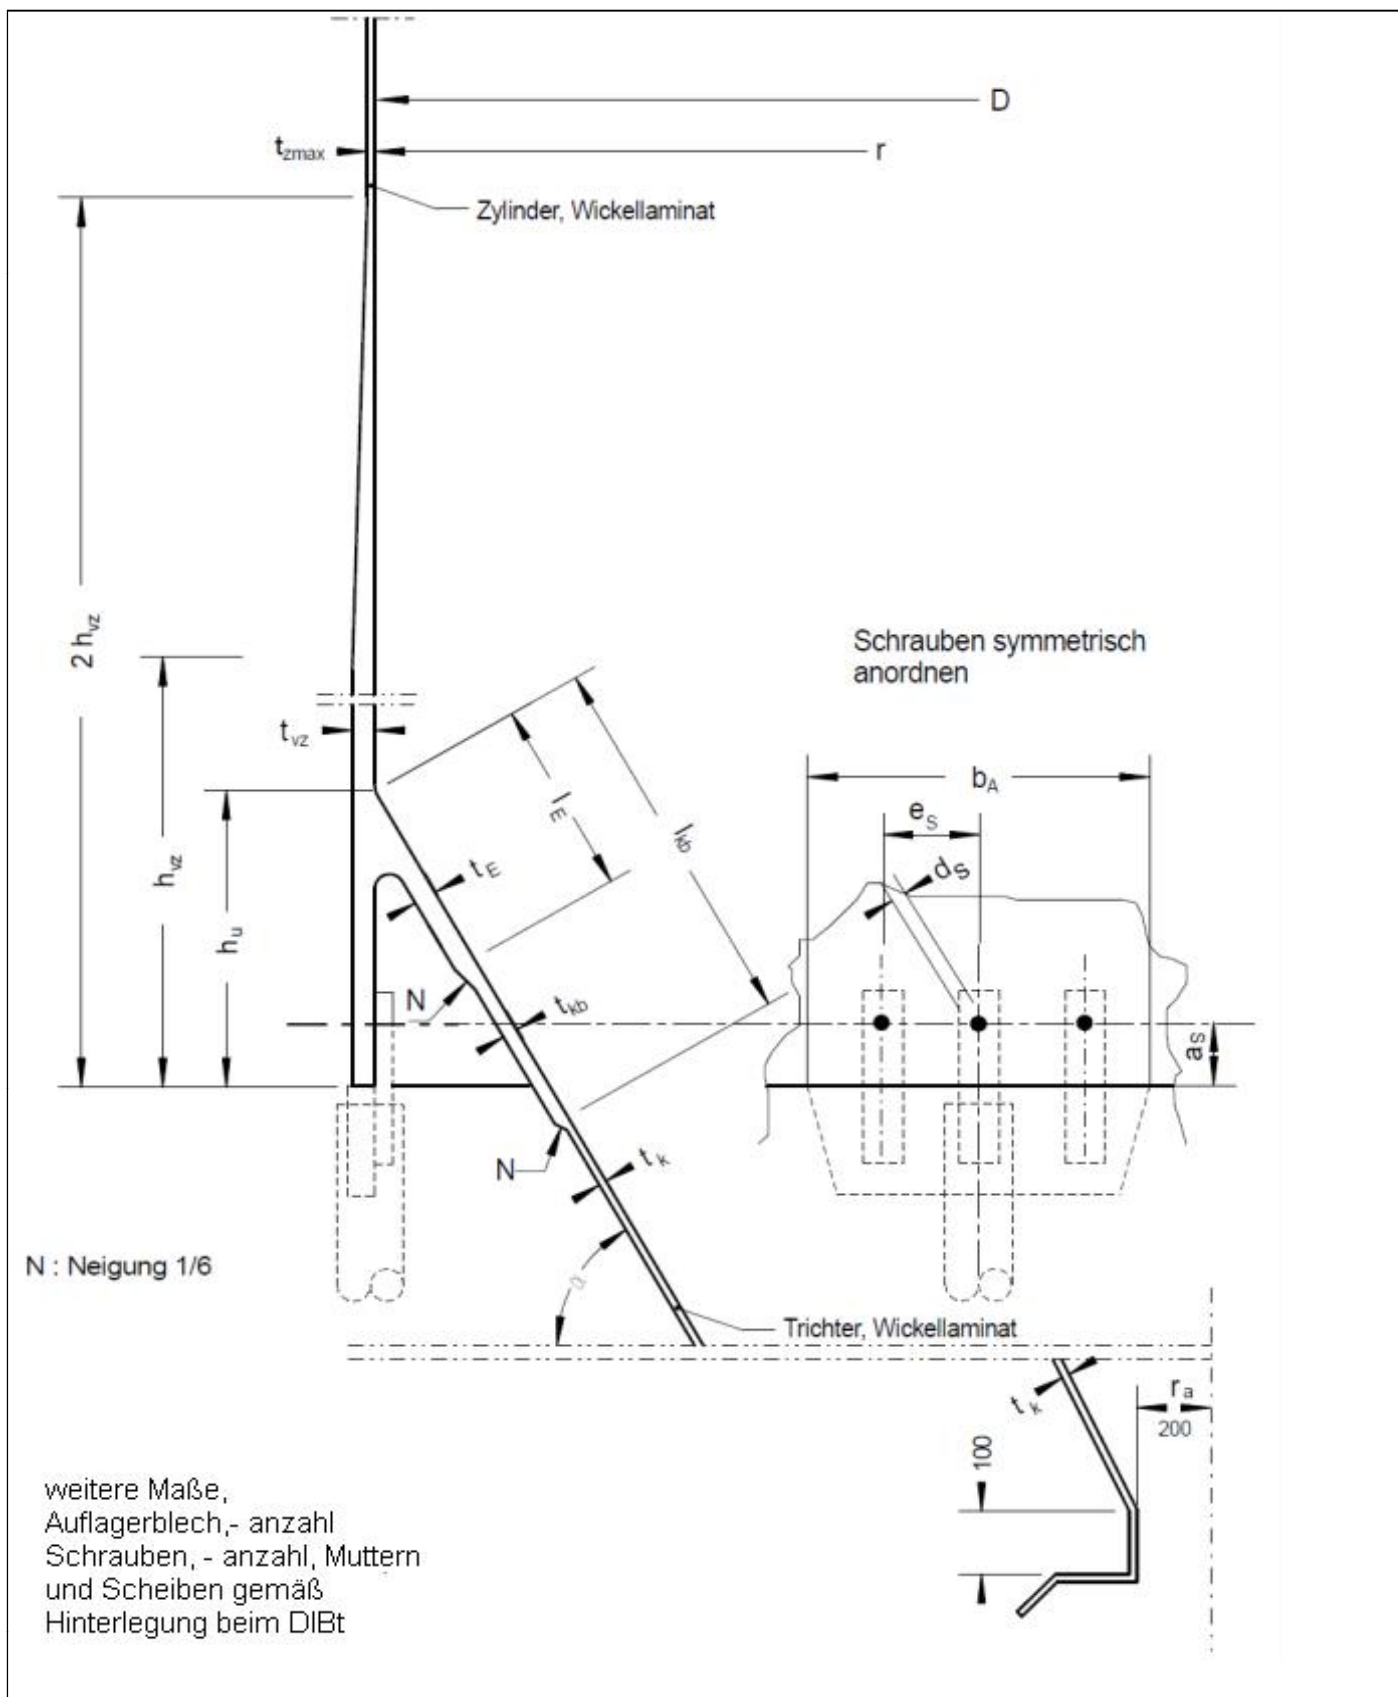 D
t_zmax
r
Zylinder, Wickellaminat
2 h_vz
Schrauben symmetrisch
anordnen
t_vz
b_A
l_E
l_kb
e_S
h_vz
t_E
d_S
h_u
N
t_kb
a_S
N
t_k
N : Neigung 1/6
α
Trichter, Wickellaminat
t_k
r_a
200
100
weitere Maße,
Auflagerblech,- anzahl
Schrauben, - anzahl, Muttern
und Scheiben gemäß
Hinterlegung beim DIBt